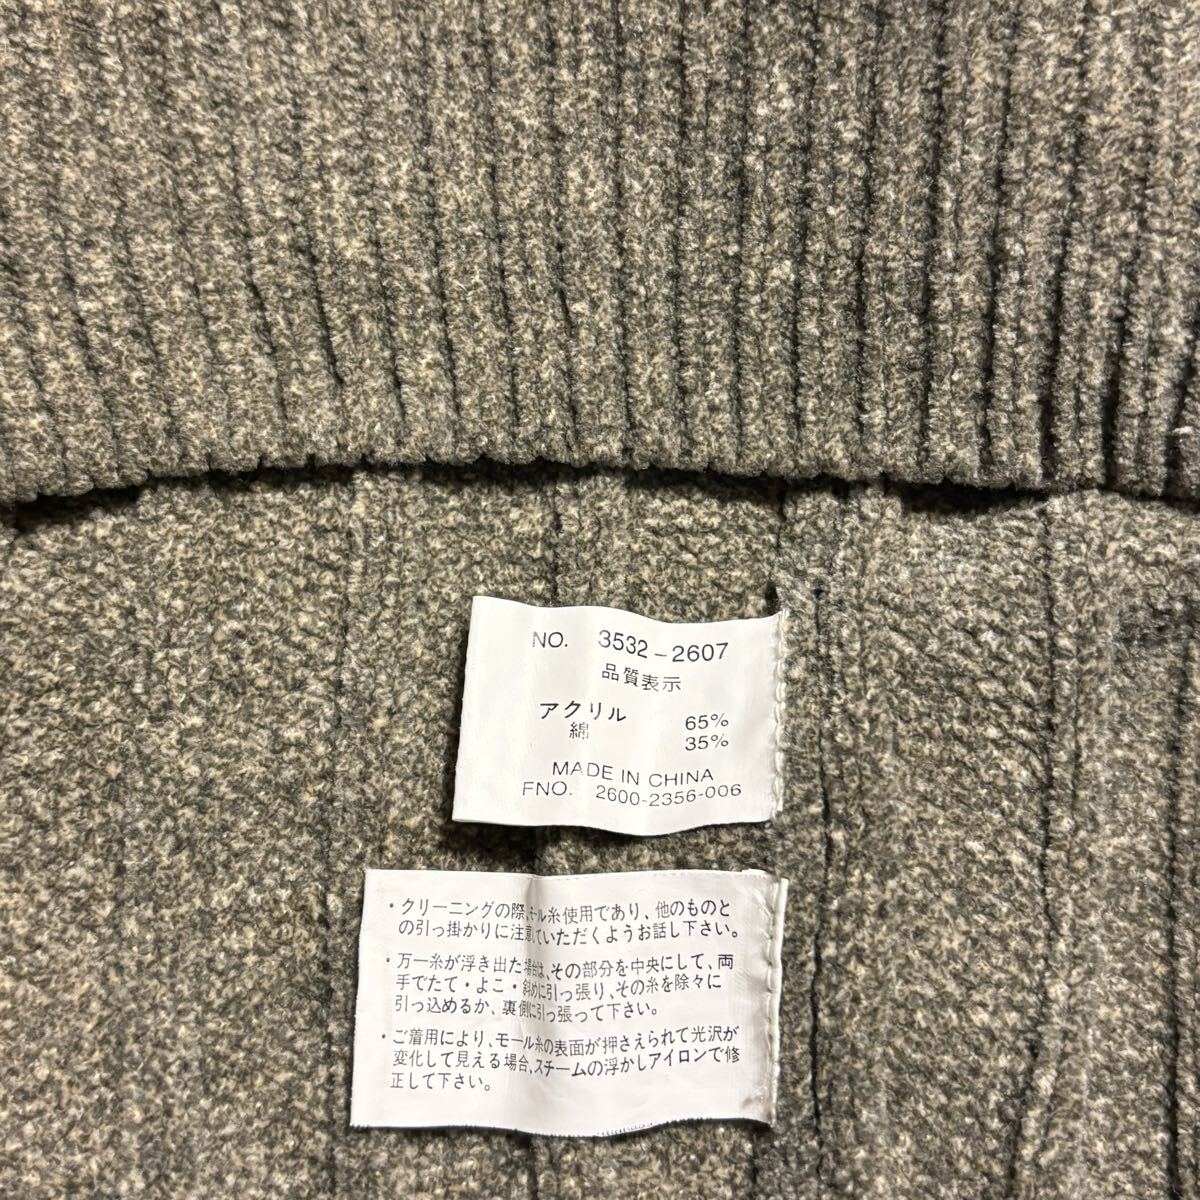 NO. 3532-2607
品質表示
アクリル 65%
綿 35%
MADE IN CHINA
FNO. 2600-2356-006
・クリーニングの際、モール糸使用であり、他のものと
の引っ掛かりに注意していただくようお話し下さい。
・万一糸が浮き出た場合は、その部分を中央にして、両
手でたて・よこ・斜めに引っ張り、その糸を除々に
引っ込めるか、裏側に引っ張って下さい。
・ご着用により、モール糸の表面が押さえられて光沢が
変化して見える場合、スチームの浮かしアイロンで修
正して下さい。